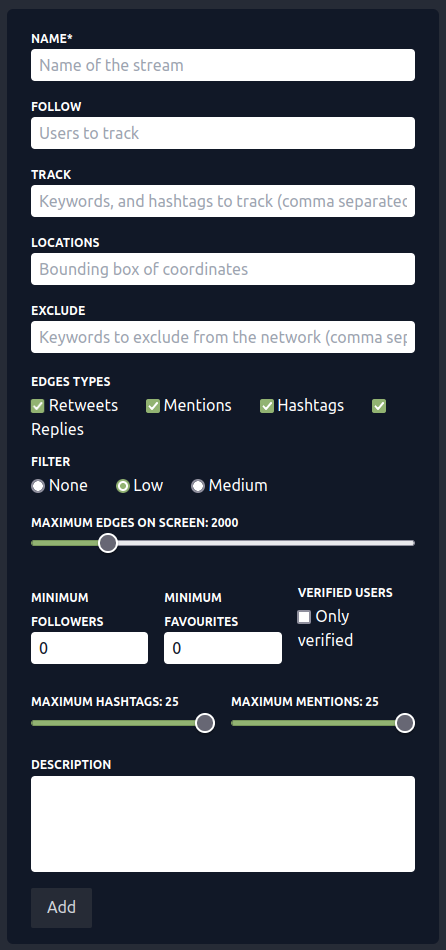 NAME*
Name of the stream
FOLLOW
Users to track
TRACK
Keywords, and hashtags to track (comma separated
LOCATIONS
Bounding box of coordinates
EXCLUDE
Keywords to exclude from the network (comma sep
EDGES TYPES
Retweets Mentions Hashtags
Replies
FILTER
None Low Medium
MAXIMUM EDGES ON SCREEN: 2000
MINIMUM FOLLOWERS
0
MINIMUM FAVOURITES
0
VERIFIED USERS
Only
verified
MAXIMUM HASHTAGS: 25 MAXIMUM MENTIONS: 25
DESCRIPTION
Add